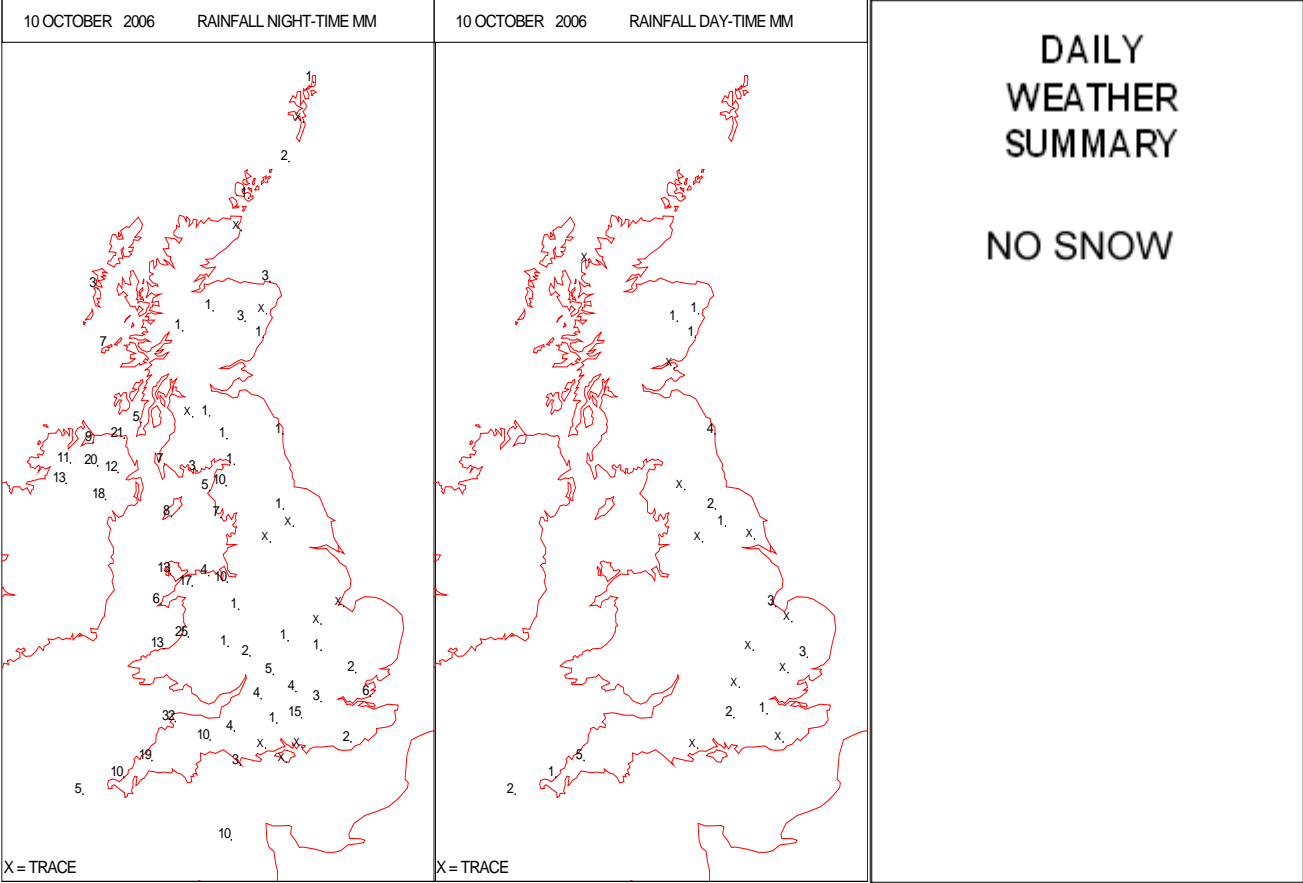 10 OCTOBER 2006 RAINFALL NIGHT-TIME MM
1
X
2
1
X
3
3
1
X
3
1
1
7
5
X
1
1
1
9
21
11
20
12
13
18
7
3
1
5
10
8
7
1
X
X
13
17
4
10
6
1
X
X
25
13
1
2
1
1
5
2
4
4
3
6
32
10
4
1
15
2
X
X
X
3
19
10
5
10
X = TRACE
10 OCTOBER 2006 RAINFALL DAY-TIME MM
X
1
1
1
X
4
X
2
1
X
X
3
X
X
3
X
X
2
1
X
X
5
1
2
X = TRACE
DAILY
WEATHER
SUMMARY
NO SNOW